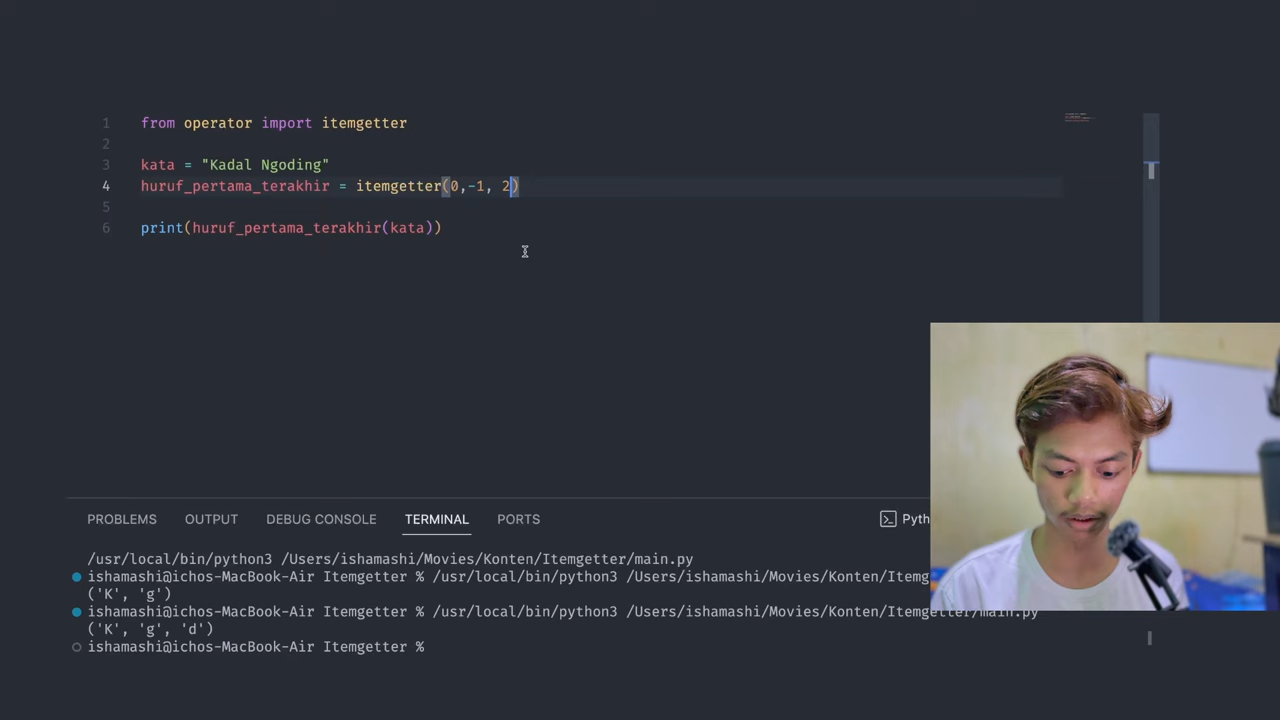 1 from operator import itemgetter
2
3 kata = "Kadal Ngoding"
4 huruf_pertama_terakhir = itemgetter(0,-1, 2)
5
6 print(huruf_pertama_terakhir(kata))
PROBLEMS OUTPUT DEBUG CONSOLE TERMINAL PORTS Pyth
/usr/local/bin/python3 /Users/ishamashi/Movies/Konten/Itemgetter/main.py
ishamashi@ichos-MacBook-Air Itemgetter % /usr/local/bin/python3 /Users/ishamashi/Movies/Konten/Itemg
('K', 'g')
ishamashi@ichos-MacBook-Air Itemgetter % /usr/local/bin/python3 /Users/ishamashi/Movies/Konten/Itemgetter/main.py
('K', 'g', 'd')
ishamashi@ichos-MacBook-Air Itemgetter %